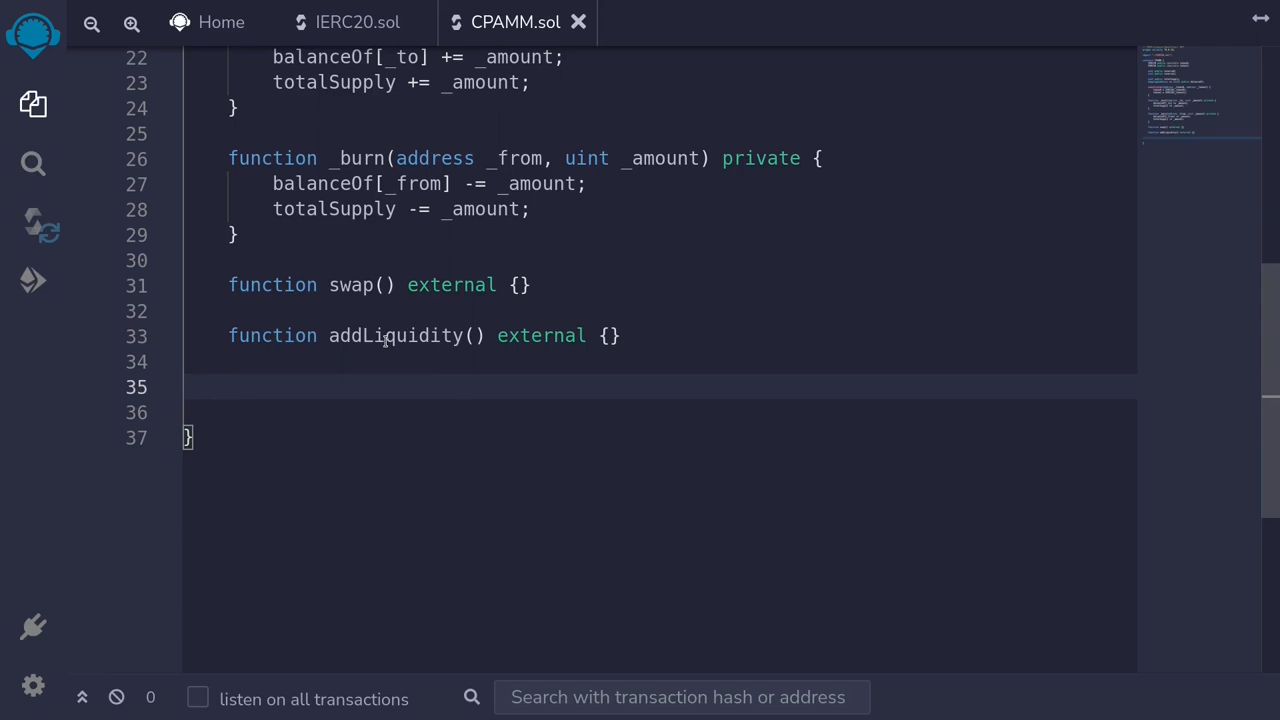 Home IERC20.sol CPAMM.sol
22 balanceOf[_to] += _amount;
23 totalSupply += _amount;
24 }
25
26 function _burn(address _from, uint _amount) private {
27 balanceOf[_from] -= _amount;
28 totalSupply -= _amount;
29 }
30
31 function swap() external {}
32
33 function addLiquidity() external {}
34
35
36
37 }
0 listen on all transactions Search with transaction hash or address